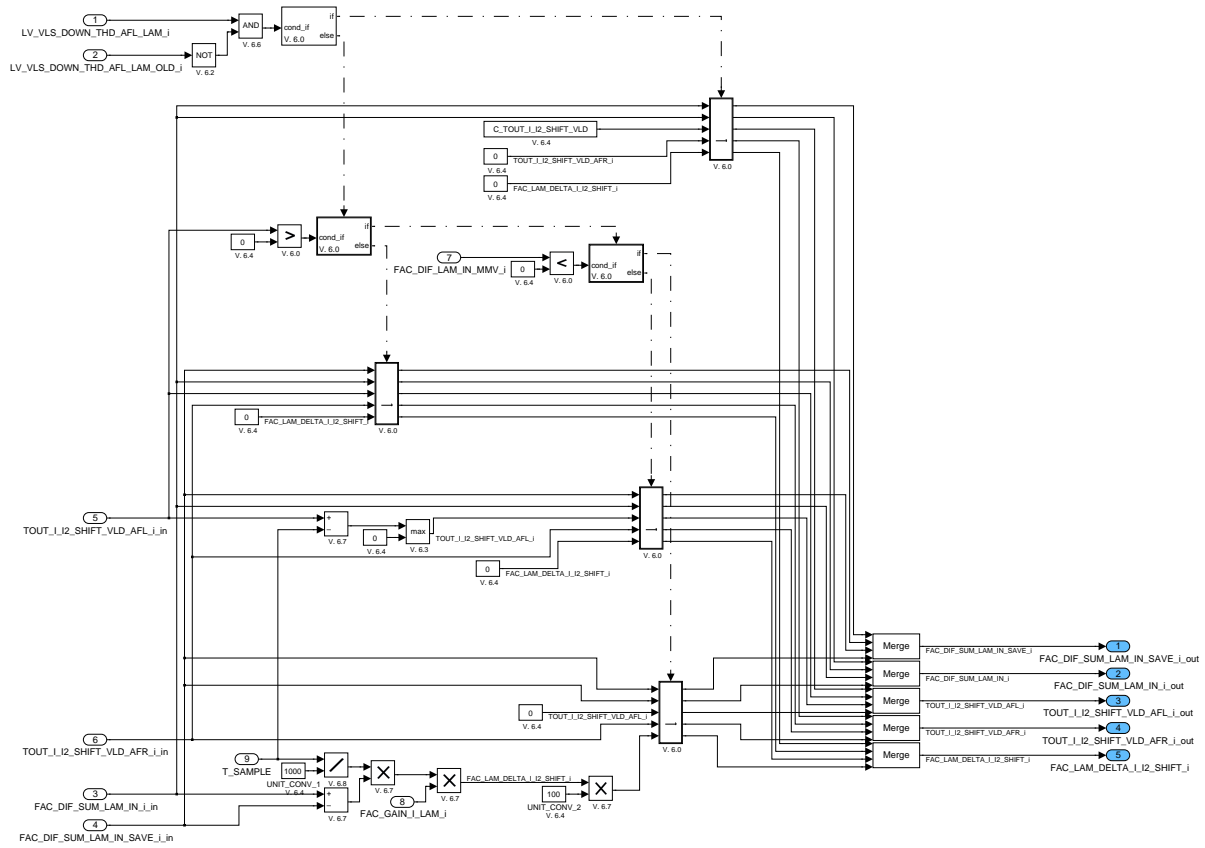 1
LV_VLS_DOWN_THD_AFL_LAM_i
2
LV_VLS_DOWN_THD_AFL_LAM_OLD_i
NOT
V. 6.2
AND
V. 6.6
cond_if
if
else
V. 6.0
C_TOUT_I_I2_SHIFT_VLD
V. 6.4
0
TOUT_I_I2_SHIFT_VLD_AFR_i
V. 6.4
0
FAC_LAM_DELTA_I_I2_SHIFT_i
V. 6.4
V. 6.0
0
V. 6.4
>
V. 6.0
cond_if
if
else
V. 6.0
7
FAC_DIF_LAM_IN_MMV_i
0
V. 6.4
<
V. 6.0
cond_if
if
else
V. 6.0
0
FAC_LAM_DELTA_I_I2_SHIFT_i
V. 6.4
V. 6.0
5
TOUT_I_I2_SHIFT_VLD_AFL_i_in
+
−
V. 6.7
0
V. 6.4
max
V. 6.3
TOUT_I_I2_SHIFT_VLD_AFL_i
0
FAC_LAM_DELTA_I_I2_SHIFT_i
V. 6.4
V. 6.0
0
TOUT_I_I2_SHIFT_VLD_AFL_i
V. 6.4
V. 6.0
6
TOUT_I_I2_SHIFT_VLD_AFR_i_in
9
T_SAMPLE
1000
UNIT_CONV_1
V. 6.4
V. 6.8
V. 6.7
+
−
V. 6.7
8
FAC_GAIN_I_LAM_i
V. 6.7
FAC_LAM_DELTA_I_I2_SHIFT_i
100
UNIT_CONV_2
V. 6.4
V. 6.7
3
FAC_DIF_SUM_LAM_IN_i_in
4
FAC_DIF_SUM_LAM_IN_SAVE_i_in
Merge
FAC_DIF_SUM_LAM_IN_SAVE_i
1
FAC_DIF_SUM_LAM_IN_SAVE_i_out
Merge
FAC_DIF_SUM_LAM_IN_i
2
FAC_DIF_SUM_LAM_IN_i_out
Merge
TOUT_I_I2_SHIFT_VLD_AFL_i
3
TOUT_I_I2_SHIFT_VLD_AFL_i_out
Merge
TOUT_I_I2_SHIFT_VLD_AFR_i
4
TOUT_I_I2_SHIFT_VLD_AFR_i_out
Merge
FAC_LAM_DELTA_I_I2_SHIFT_i
5
FAC_LAM_DELTA_I_I2_SHIFT_i